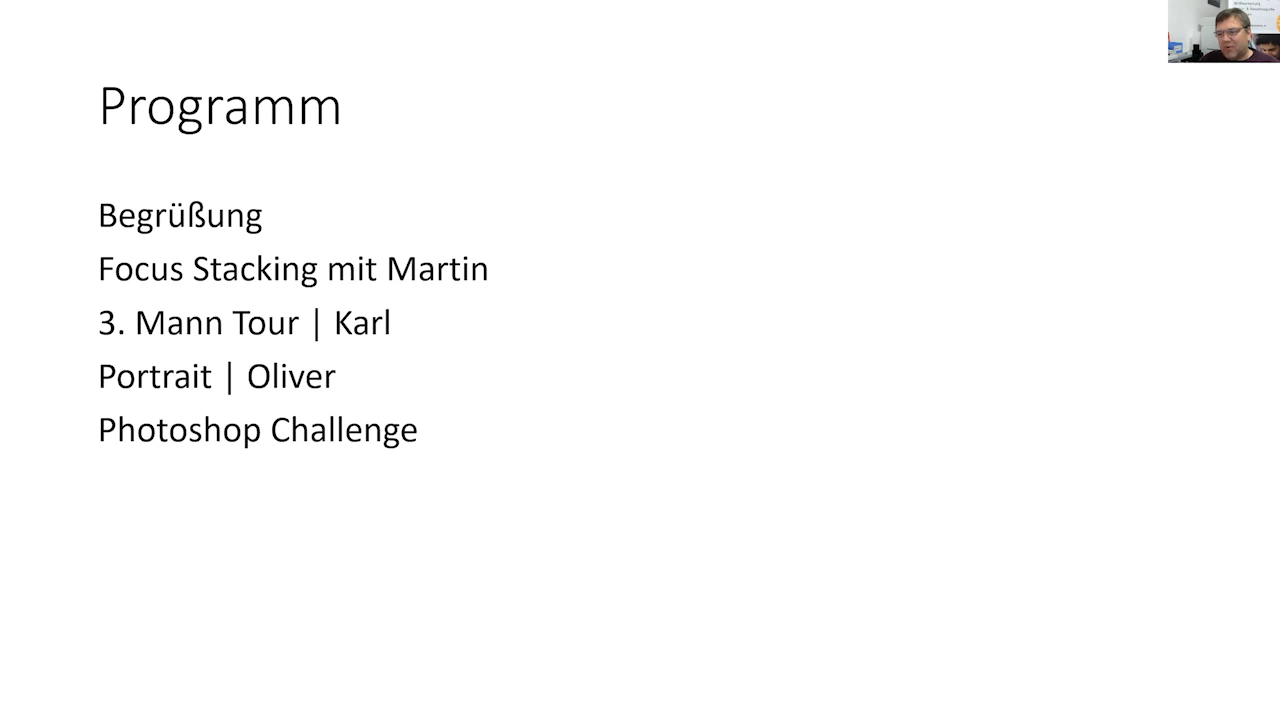 Programm
Begrüßung
Focus Stacking mit Martin
3. Mann Tour | Karl
Portrait | Oliver
Photoshop Challenge